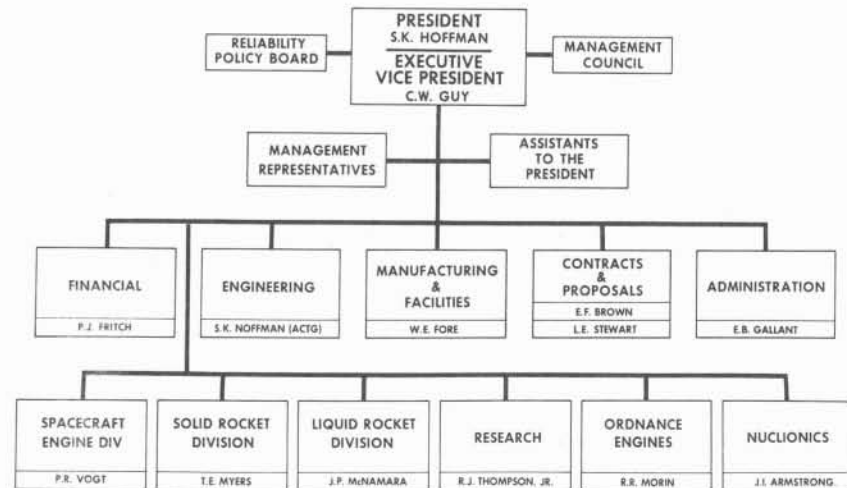 PRESIDENT
S.K. HOFFMAN
EXECUTIVE
VICE PRESIDENT
C.W. GUY
RELIABILITY
POLICY BOARD
MANAGEMENT
COUNCIL
MANAGEMENT
REPRESENTATIVES
ASSISTANTS
TO THE
PRESIDENT
FINANCIAL
P.J. FRITCH
ENGINEERING
S.K. NOFFMAN (ACTG)
MANUFACTURING
&
FACILITIES
W.E. FORE
CONTRACTS
&
PROPOSALS
E.F. BROWN
L.E. STEWART
ADMINISTRATION
E.B. GALLANT
SPACECRAFT
ENGINE DIV
P.R. VOGT
SOLID ROCKET
DIVISION
T.E. MYERS
LIQUID ROCKET
DIVISION
J.P. McNAMARA
RESEARCH
R.J. THOMPSON, JR.
ORDNANCE
ENGINES
R.R. MORIN
NUCLIONICS
J.I. ARMSTRONG